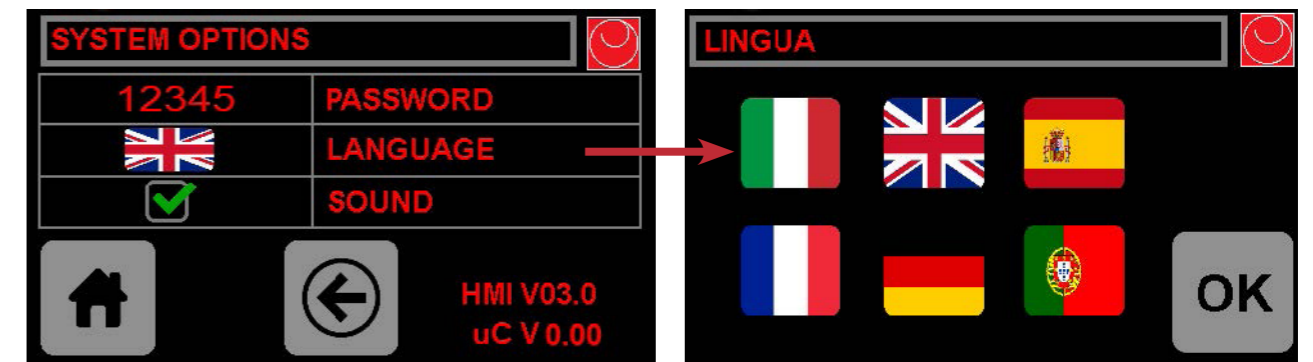 SYSTEM OPTIONS
12345 PASSWORD
LANGUAGE
SOUND
HMI V03.0
uC V 0.00
LINGUA
OK